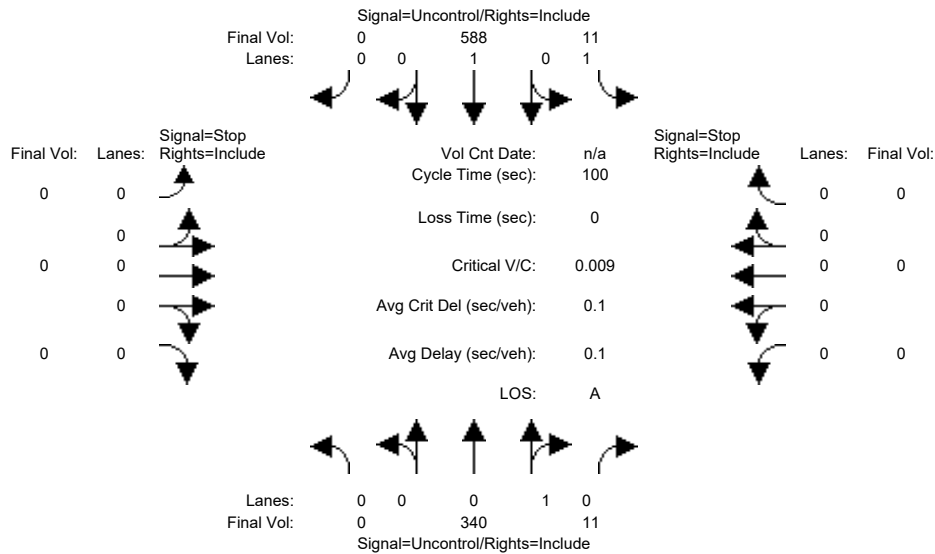 Signal=Uncontrol/Rights=Include
Final Vol: 0 588 11
Lanes: 0 0 1 0 1
Signal=Stop Signal=Stop
Final Vol: Lanes: Rights=Include Vol Cnt Date: n/a Rights=Include Lanes: Final Vol:
Cycle Time (sec): 100
0 0 0 0
Loss Time (sec): 0
0 0
0 0 Critical V/C: 0.009 0 0
0 Avg Crit Del (sec/veh): 0.1 0
0 0 Avg Delay (sec/veh): 0.1 0 0
LOS: A
Lanes: 0 0 0 1 0
Final Vol: 0 340 11
Signal=Uncontrol/Rights=Include